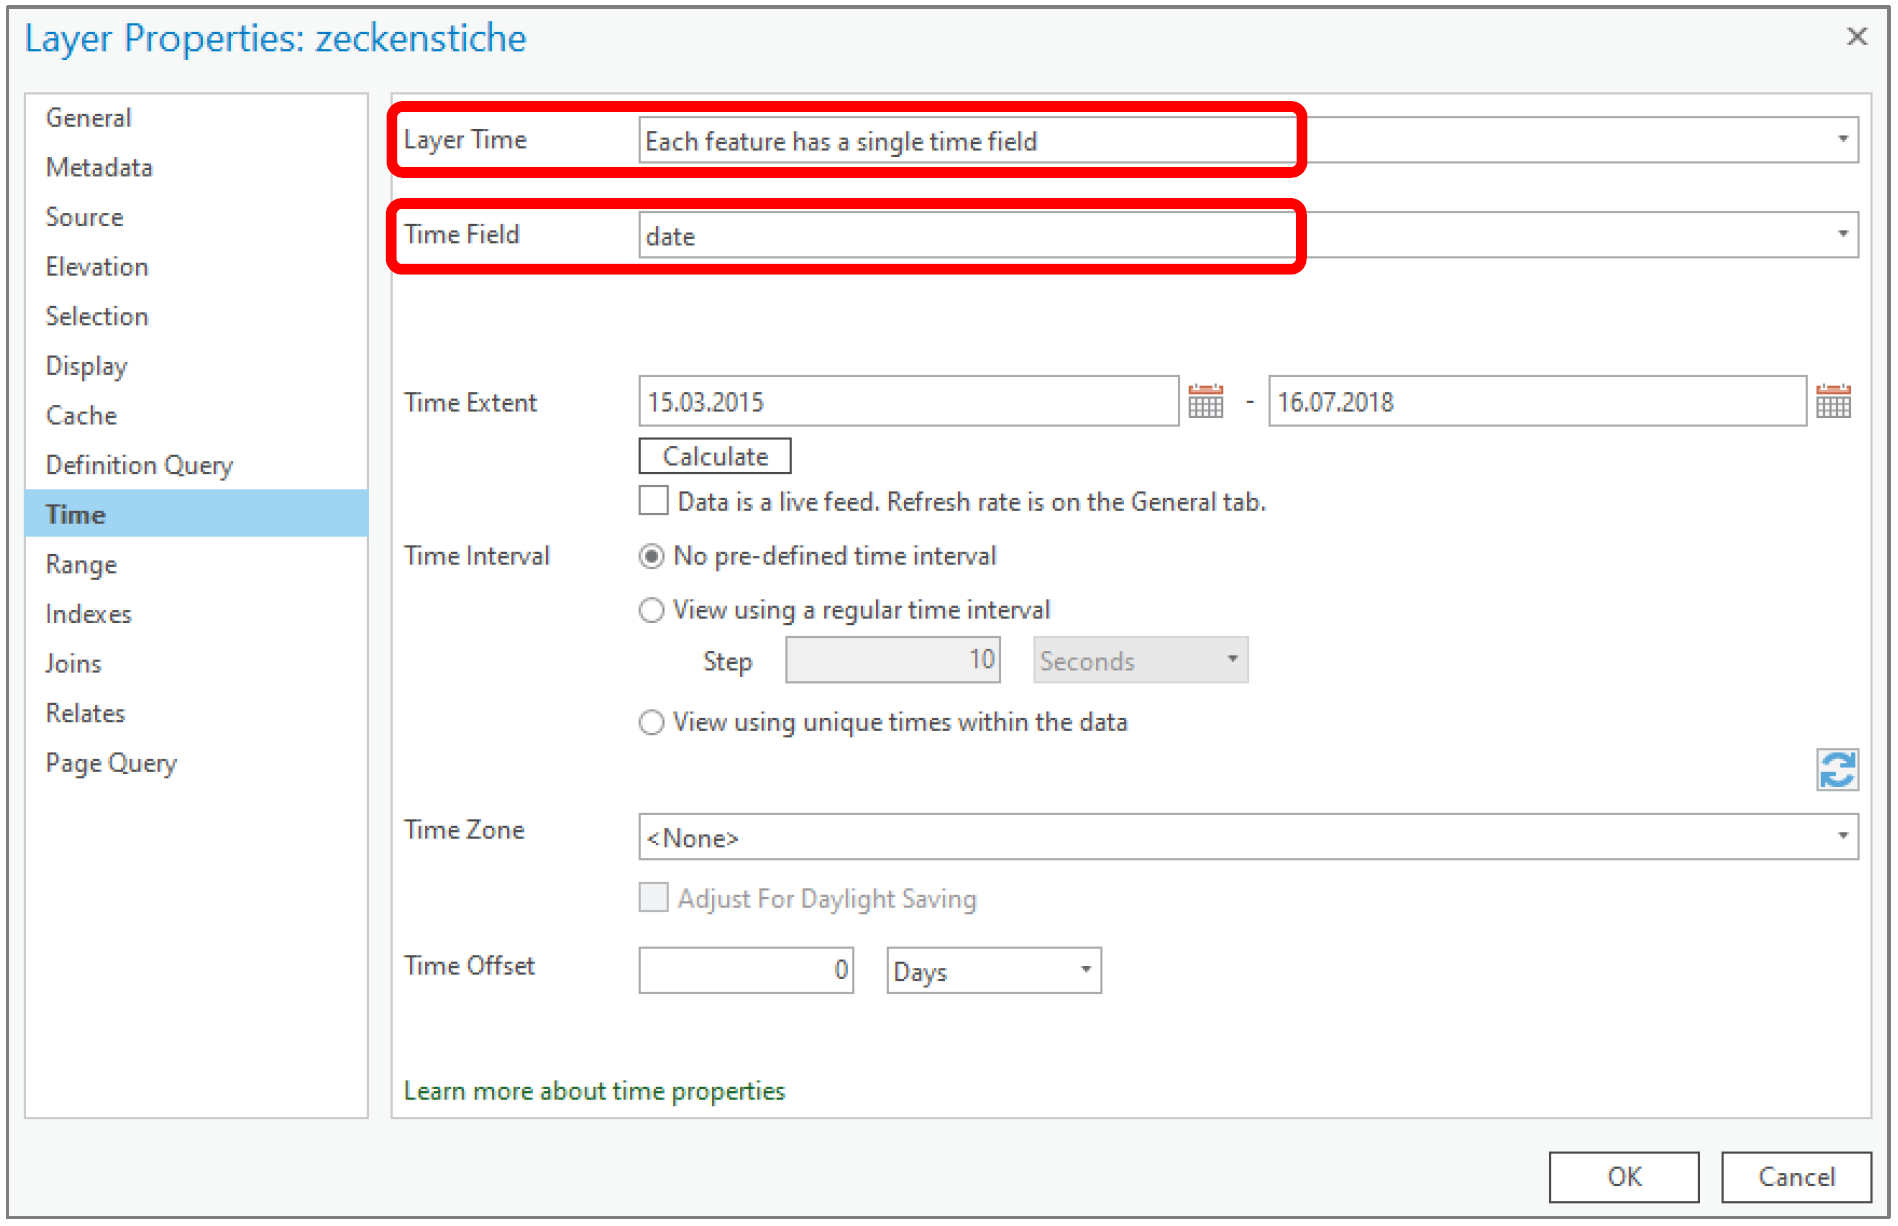 Layer Properties: zeckenstiche
General
Metadata
Source
Elevation
Selection
Display
Cache
Definition Query
Time
Range
Indexes
Joins
Relates
Page Query
Layer Time Each feature has a single time field
Time Field date
Time Extent 15.03.2015 - 16.07.2018
Calculate
Data is a live feed. Refresh rate is on the General tab.
Time Interval No pre-defined time interval
View using a regular time interval
Step 10 Seconds
View using unique times within the data
Time Zone <None>
Adjust For Daylight Saving
Time Offset 0 Days
Learn more about time properties
OK Cancel